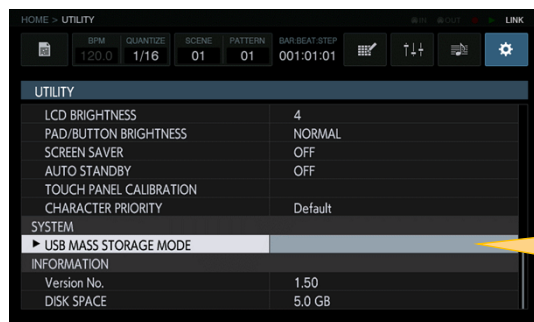 HOME > UTILITY
IN OUT LINK
BPM QUANTIZE SCENE PATTERN BAR:BEAT:STEP
120.0 1/16 01 01 001:01:01
UTILITY
LCD BRIGHTNESS 4
PAD/BUTTON BRIGHTNESS NORMAL
SCREEN SAVER OFF
AUTO STANDBY OFF
TOUCH PANEL CALIBRATION
CHARACTER PRIORITY Default
SYSTEM
USB MASS STORAGE MODE
INFORMATION
Version No. 1.50
DISK SPACE 5.0 GB